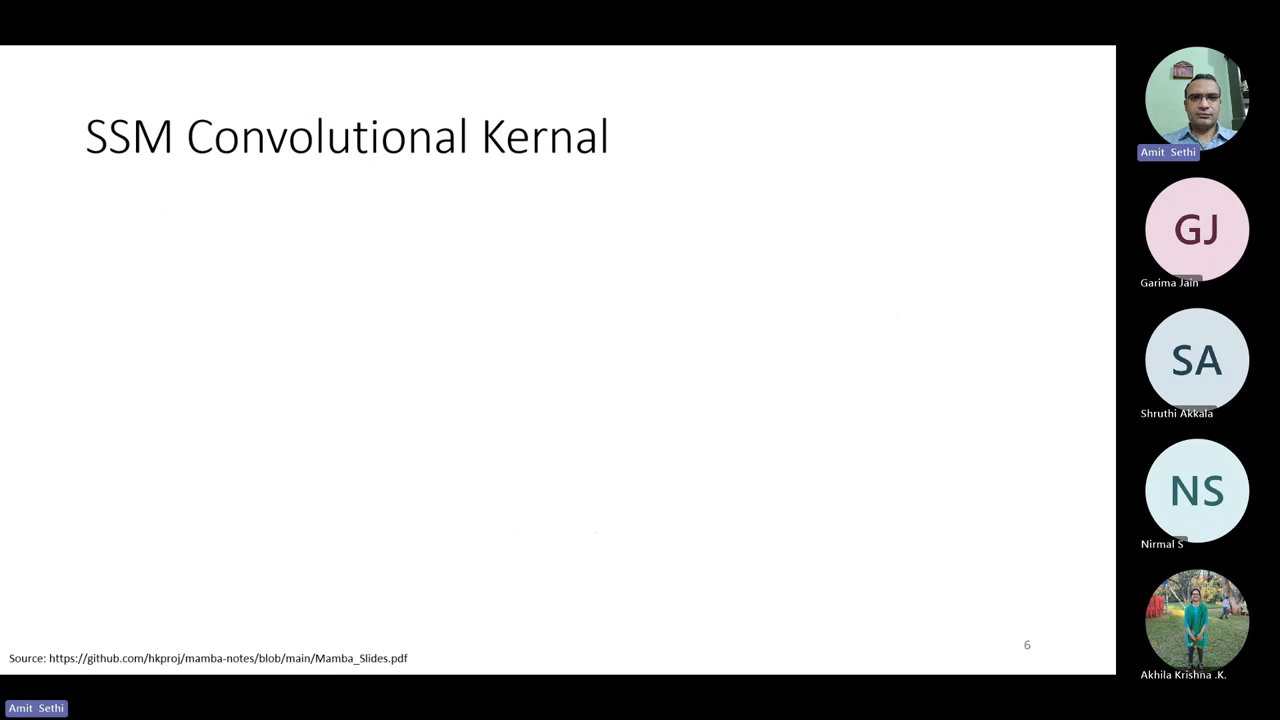 SSM Convolutional Kernal
Source: https://github.com/hkproj/mamba-notes/blob/main/Mamba_Slides.pdf
6
Amit Sethi
GJ
Garima Jain
SA
Shruthi Akkala
NS
Nirmal S
Akhila Krishna .K.
Amit Sethi